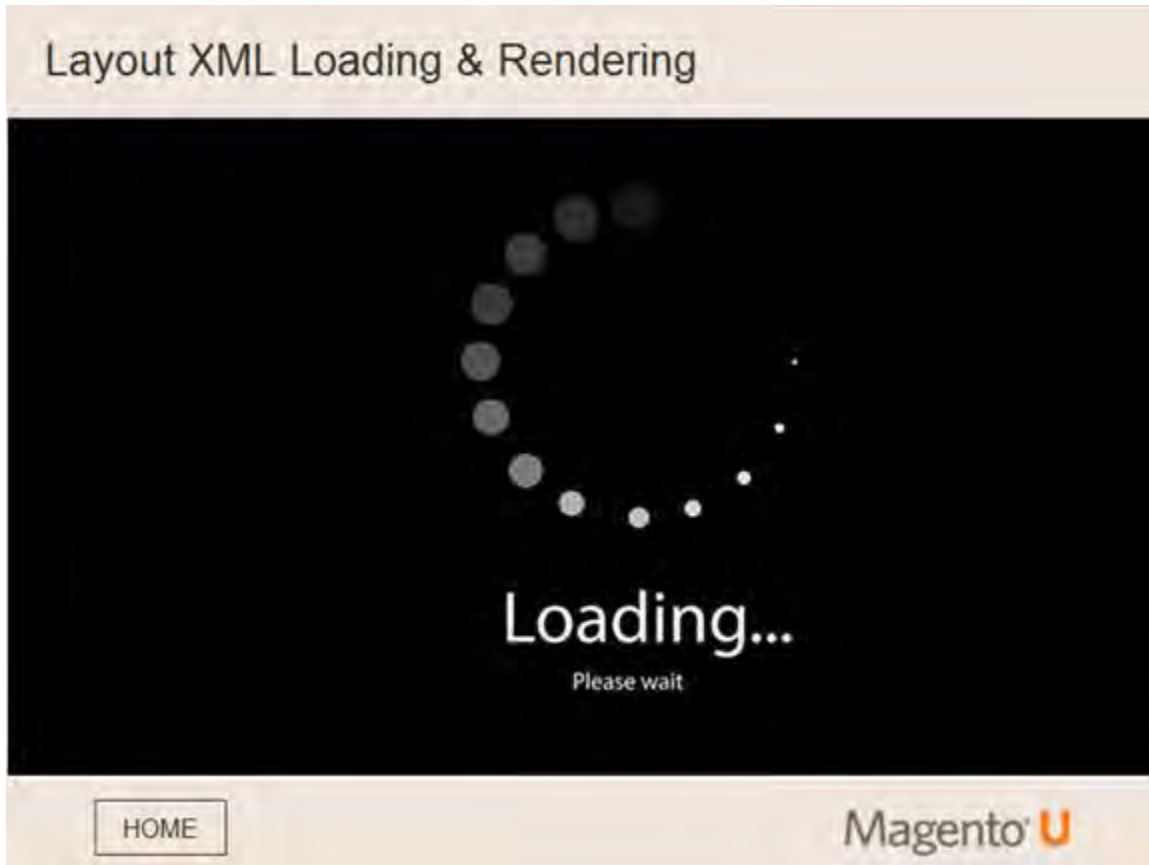 Layout XML Loading & Rendering
Loading...
Please wait
HOME
Magento U